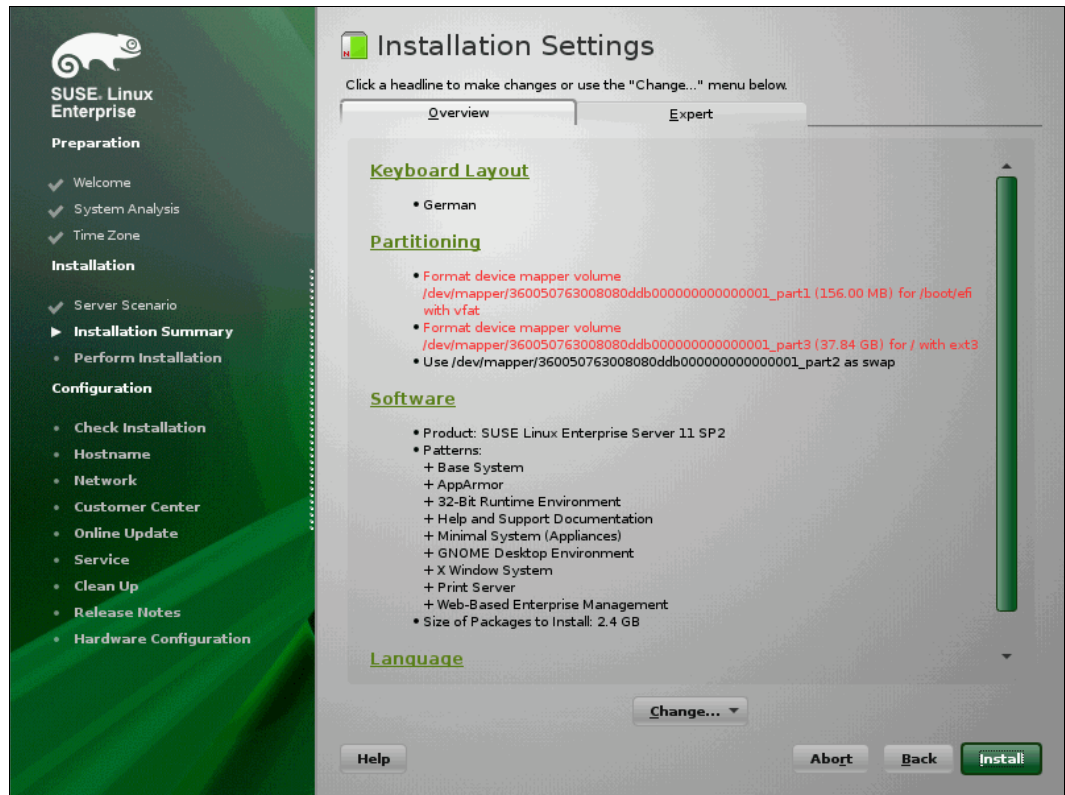 SUSE. Linux
Enterprise
Preparation
Welcome
System Analysis
Time Zone
Installation
Server Scenario
Installation Summary
Perform Installation
Configuration
Check Installation
Hostname
Network
Customer Center
Online Update
Service
Clean Up
Release Notes
Hardware Configuration
N
Installation Settings
Click a headline to make changes or use the "Change..." menu below.
Overview
Expert
Keyboard Layout
• German
Partitioning
• Format device mapper volume
/dev/mapper/360050763008080ddb000000000000001_part1 (156.00 MB) for /boot/efi
with vfat
• Format device mapper volume
/dev/mapper/360050763008080ddb000000000000001_part3 (37.84 GB) for / with ext3
• Use /dev/mapper/360050763008080ddb000000000000001_part2 as swap
Software
• Product: SUSE Linux Enterprise Server 11 SP2
• Patterns:
+ Base System
+ AppArmor
+ 32-Bit Runtime Environment
+ Help and Support Documentation
+ Minimal System (Appliances)
+ GNOME Desktop Environment
+ X Window System
+ Print Server
+ Web-Based Enterprise Management
• Size of Packages to Install: 2.4 GB
Language
Change...
Help
Abort
Back
Install